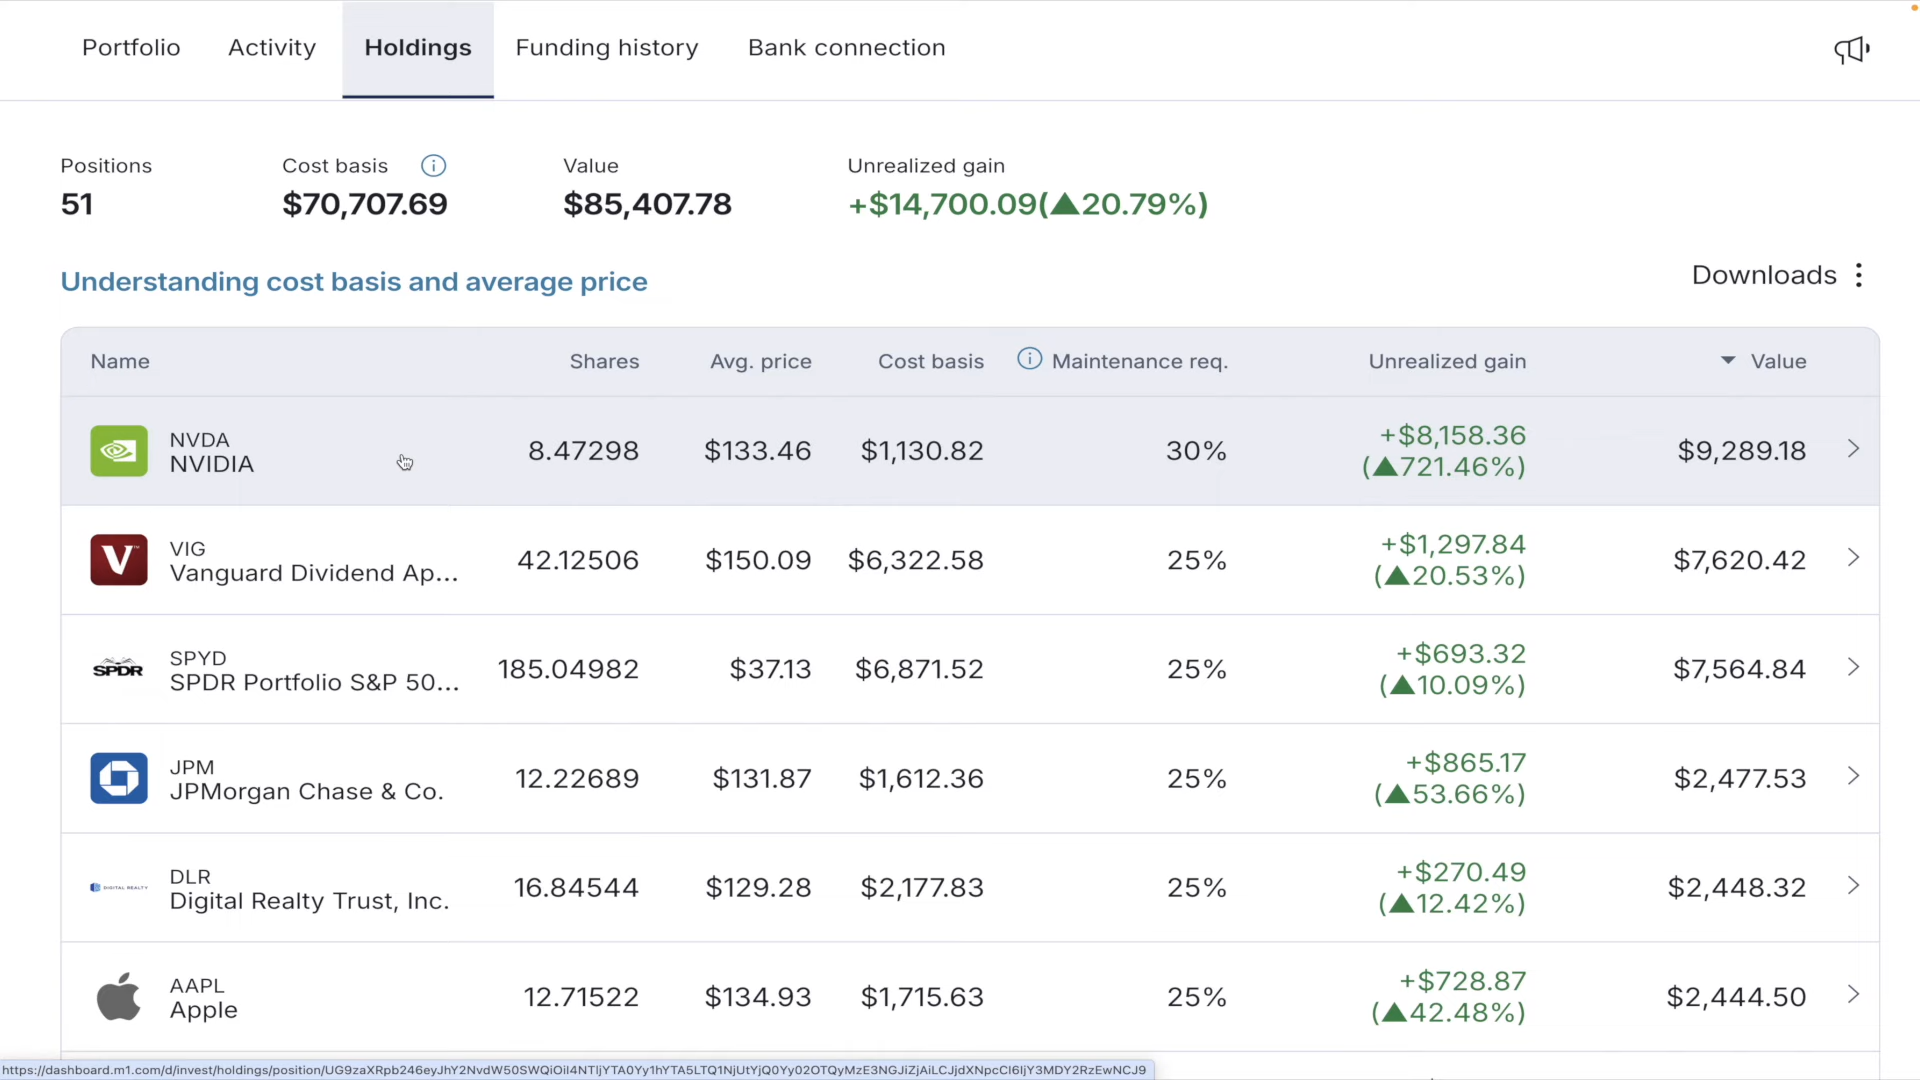 Portfolio Activity Holdings Funding history Bank connection
Positions Cost basis Value Unrealized gain
51 $70,707.69 $85,407.78 +$14,700.09(▲20.79%)
Understanding cost basis and average price Downloads
Name Shares Avg. price Cost basis Maintenance req. Unrealized gain Value
NVDA
NVIDIA 8.47298 $133.46 $1,130.82 30% +$8,158.36 $9,289.18
(▲721.46%)
VIG
Vanguard Dividend Ap... 42.12506 $150.09 $6,322.58 25% +$1,297.84 $7,620.42
(▲20.53%)
SPDR
SPYD
SPDR Portfolio S&P 50... 185.04982 $37.13 $6,871.52 25% +$693.32 $7,564.84
(▲10.09%)
JPM
JPMorgan Chase & Co. 12.22689 $131.87 $1,612.36 25% +$865.17 $2,477.53
(▲53.66%)
DIGITAL REALTY
DLR
Digital Realty Trust, Inc. 16.84544 $129.28 $2,177.83 25% +$270.49 $2,448.32
(▲12.42%)
AAPL
Apple 12.71522 $134.93 $1,715.63 25% +$728.87 $2,444.50
(▲42.48%)